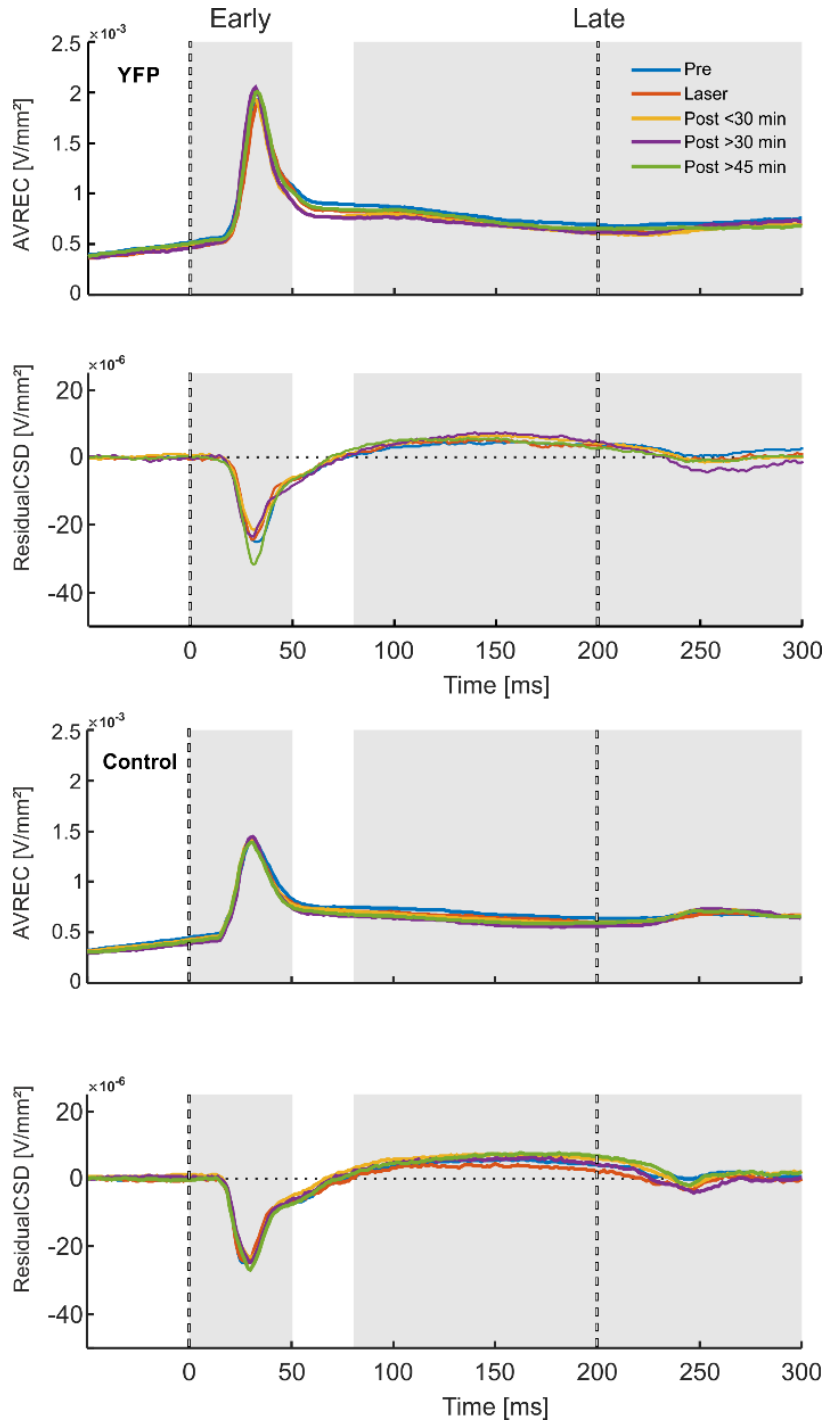 Early Late
×10⁻³
2.5
2
1.5
1
0.5
0
AVREC [V/mm²]
YFP
Pre
Laser
Post <30 min
Post >30 min
Post >45 min
×10⁻⁶
20
0
-20
-40
ResidualCSD [V/mm²]
0 50 100 150 200 250 300
Time [ms]
×10⁻³
2.5
2
1.5
1
0.5
0
AVREC [V/mm²]
Control
×10⁻⁶
20
0
-20
-40
ResidualCSD [V/mm²]
0 50 100 150 200 250 300
Time [ms]